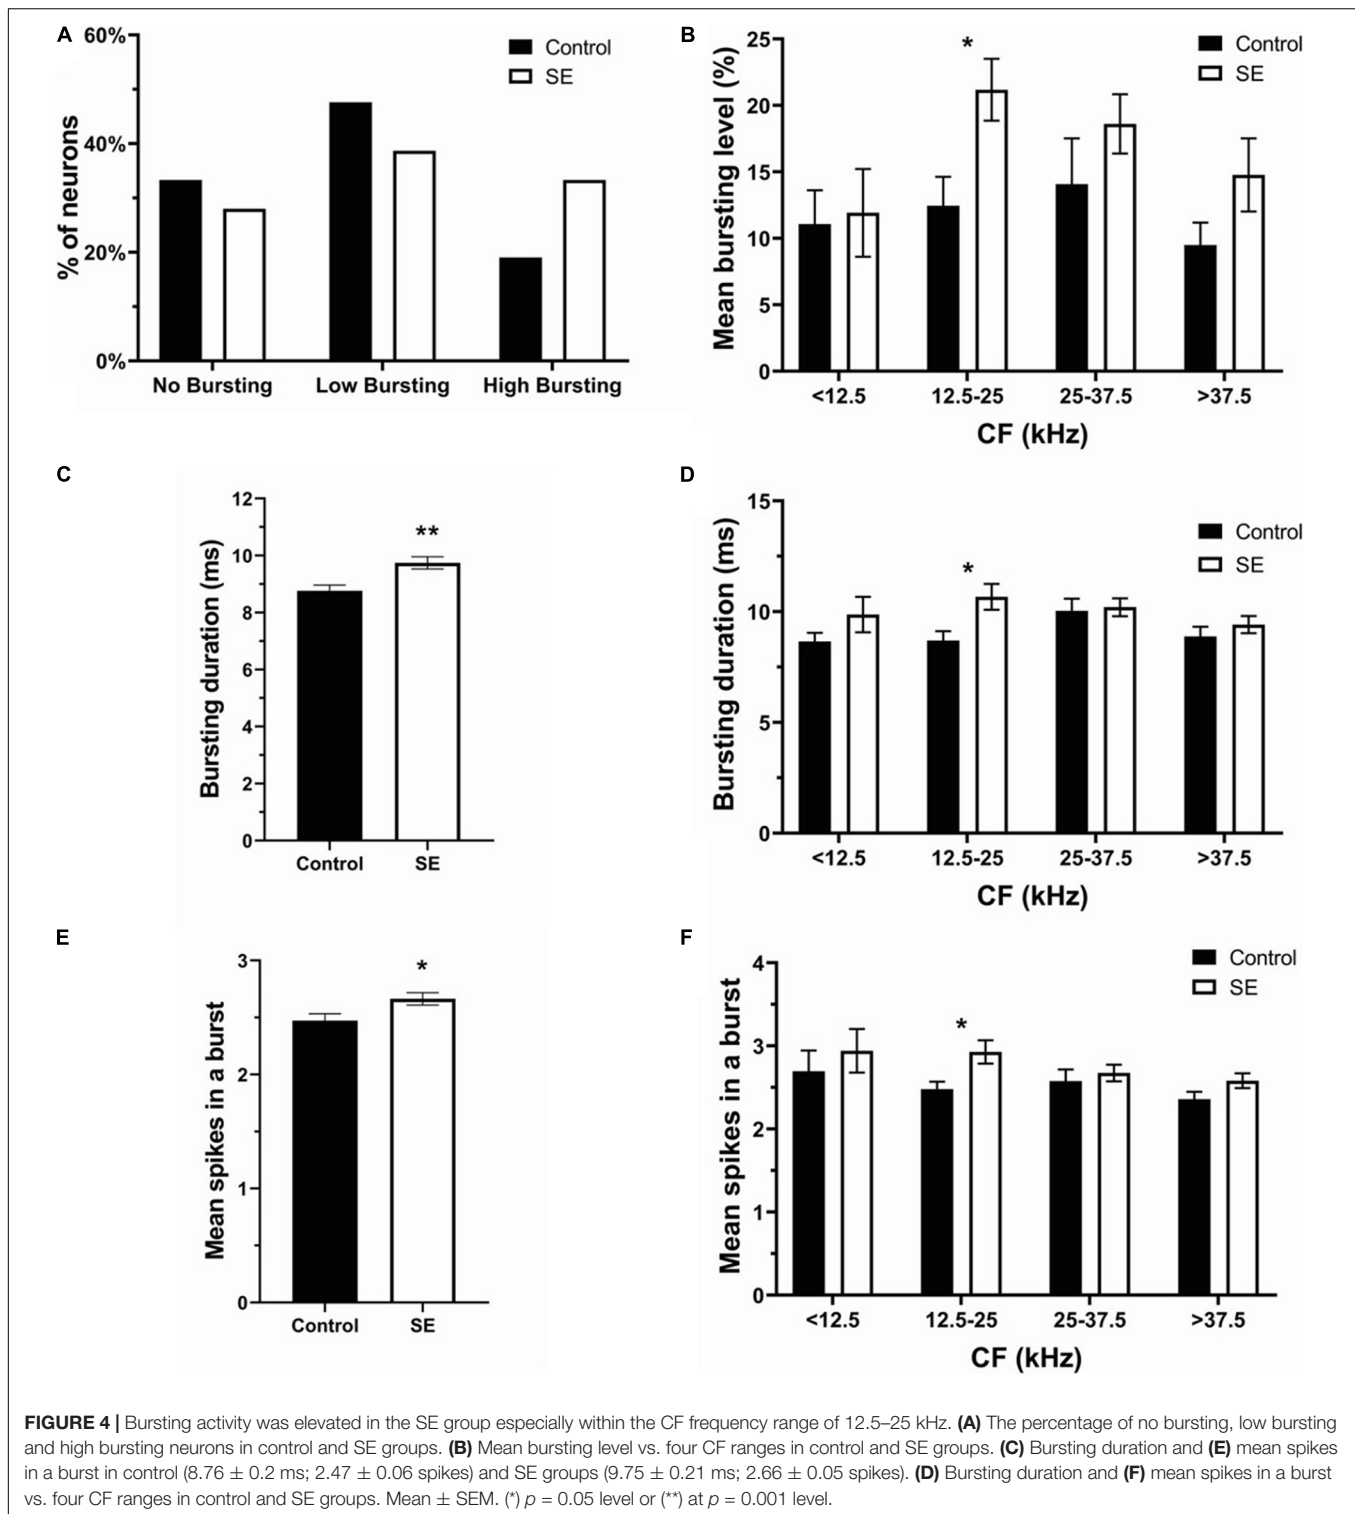 A
60%
40%
20%
0%
% of neurons
Control
SE
No Bursting
Low Bursting
High Bursting
B
25
20
15
10
5
0
Mean bursting level (%)
*
Control
SE
<12.5
12.5-25
25-37.5
>37.5
CF (kHz)
C
12
10
8
6
4
2
0
Bursting duration (ms)
**
Control
SE
D
15
10
5
0
Bursting duration (ms)
*
Control
SE
<12.5
12.5-25
25-37.5
>37.5
CF (kHz)
E
3
2
1
0
Mean spikes in a burst
*
Control
SE
F
4
3
2
1
0
Mean spikes in a burst
*
Control
SE
<12.5
12.5-25
25-37.5
>37.5
CF (kHz)
FIGURE 4 | Bursting activity was elevated in the SE group especially within the CF frequency range of 12.5–25 kHz. (A) The percentage of no bursting, low bursting
and high bursting neurons in control and SE groups. (B) Mean bursting level vs. four CF ranges in control and SE groups. (C) Bursting duration and (E) mean spikes
in a burst in control (8.76 ± 0.2 ms; 2.47 ± 0.06 spikes) and SE groups (9.75 ± 0.21 ms; 2.66 ± 0.05 spikes). (D) Bursting duration and (F) mean spikes in a burst
vs. four CF ranges in control and SE groups. Mean ± SEM. (*) p = 0.05 level or (**) at p = 0.001 level.